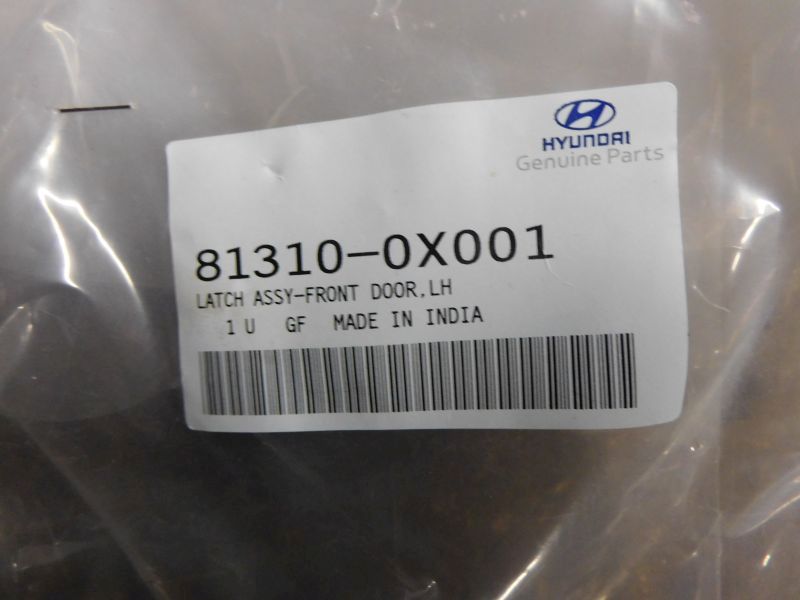 HYUNDAI
Genuine Parts
81310-0X001
LATCH ASSY-FRONT DOOR,LH
1 U GF MADE IN INDIA